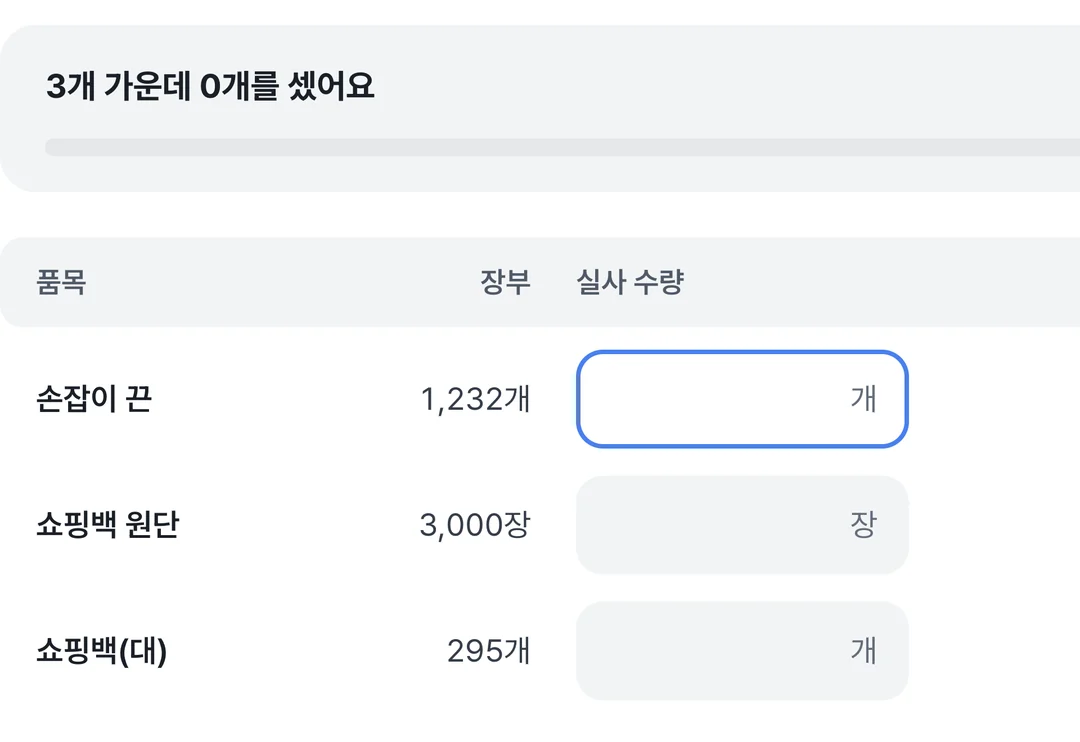 3개 가운데 0개를 셌어요
품목 장부 실사 수량
손잡이 끈 1,232개 개
쇼핑백 원단 3,000장 장
쇼핑백(대) 295개 개